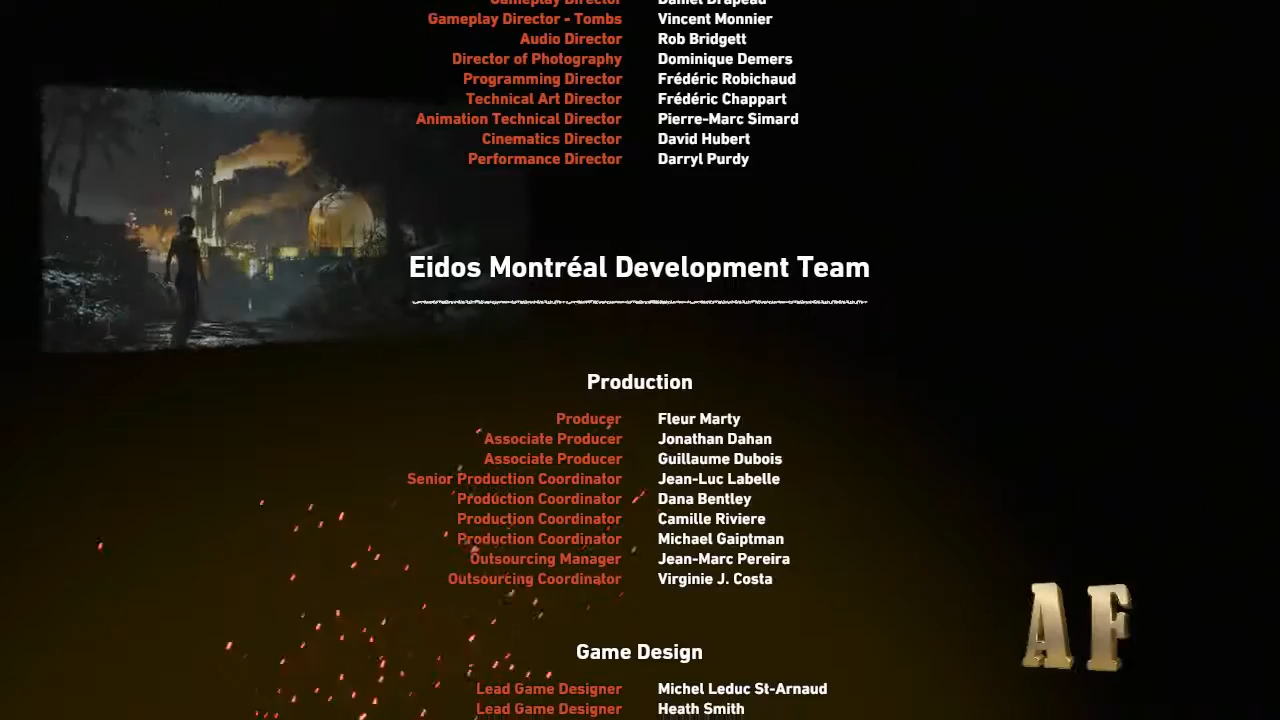 Gameplay Director Daniel Drapeau
Gameplay Director - Tombs Vincent Monnier
Audio Director Rob Bridgett
Director of Photography Dominique Demers
Programming Director Frédéric Robichaud
Technical Art Director Frédéric Chappart
Animation Technical Director Pierre-Marc Simard
Cinematics Director David Hubert
Performance Director Darryl Purdy
Eidos Montréal Development Team
Production
Producer Fleur Marty
Associate Producer Jonathan Dahan
Associate Producer Guillaume Dubois
Senior Production Coordinator Jean-Luc Labelle
Production Coordinator Dana Bentley
Production Coordinator Camille Riviere
Production Coordinator Michael Gaiptman
Outsourcing Manager Jean-Marc Pereira
Outsourcing Coordinator Virginie J. Costa
AF
Game Design
Lead Game Designer Michel Leduc St-Arnaud
Lead Game Designer Heath Smith